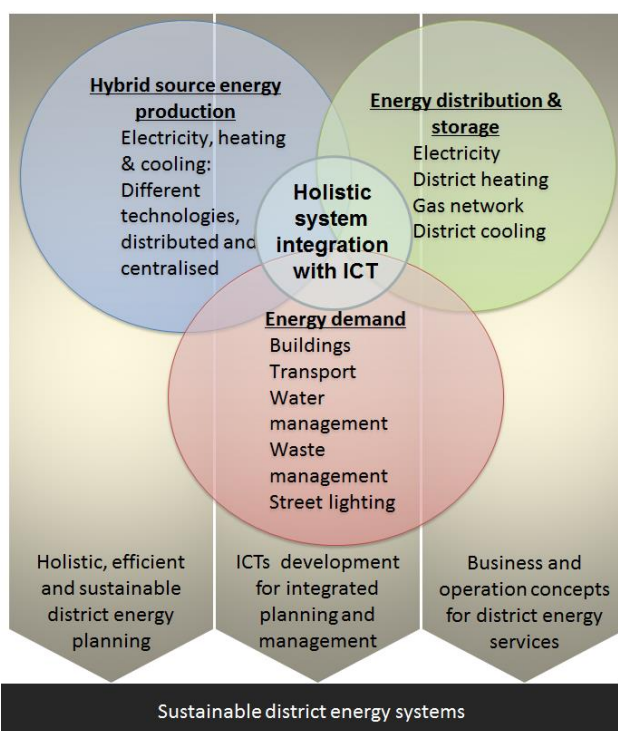 Hybrid source energy
production
Electricity, heating
& cooling:
Different
technologies,
distributed and
centralised
Energy distribution &
storage
Electricity
District heating
Gas network
District cooling
Holistic
system
integration
with ICT
Energy demand
Buildings
Transport
Water
management
Waste
management
Street lighting
Holistic, efficient
and sustainable
district energy
planning
ICTs development
for integrated
planning and
management
Business and
operation concepts
for district energy
services
Sustainable district energy systems